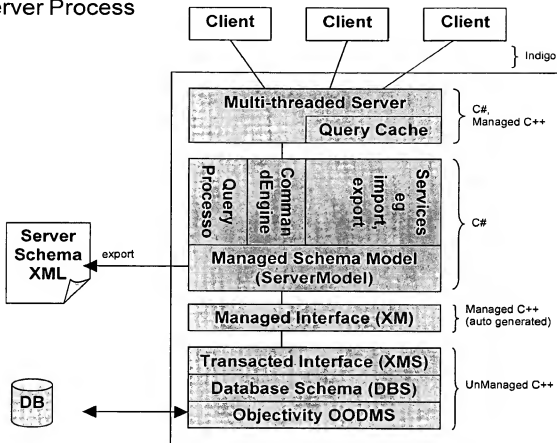 erver Process
Client
Client
Client
Indigo
Multi-threaded Server
Query Cache
C#,
Managed C++
Query
Processo
Comman
dEngine
Services
eg
import,
export
C#
Managed Schema Model
(ServerModel)
Server
Schema
XML
export
Managed Interface (XM)
Managed C++
(auto generated)
Transacted Interface (XMS)
Database Schema (DBS)
Objectivity OODMS
UnManaged C++
DB